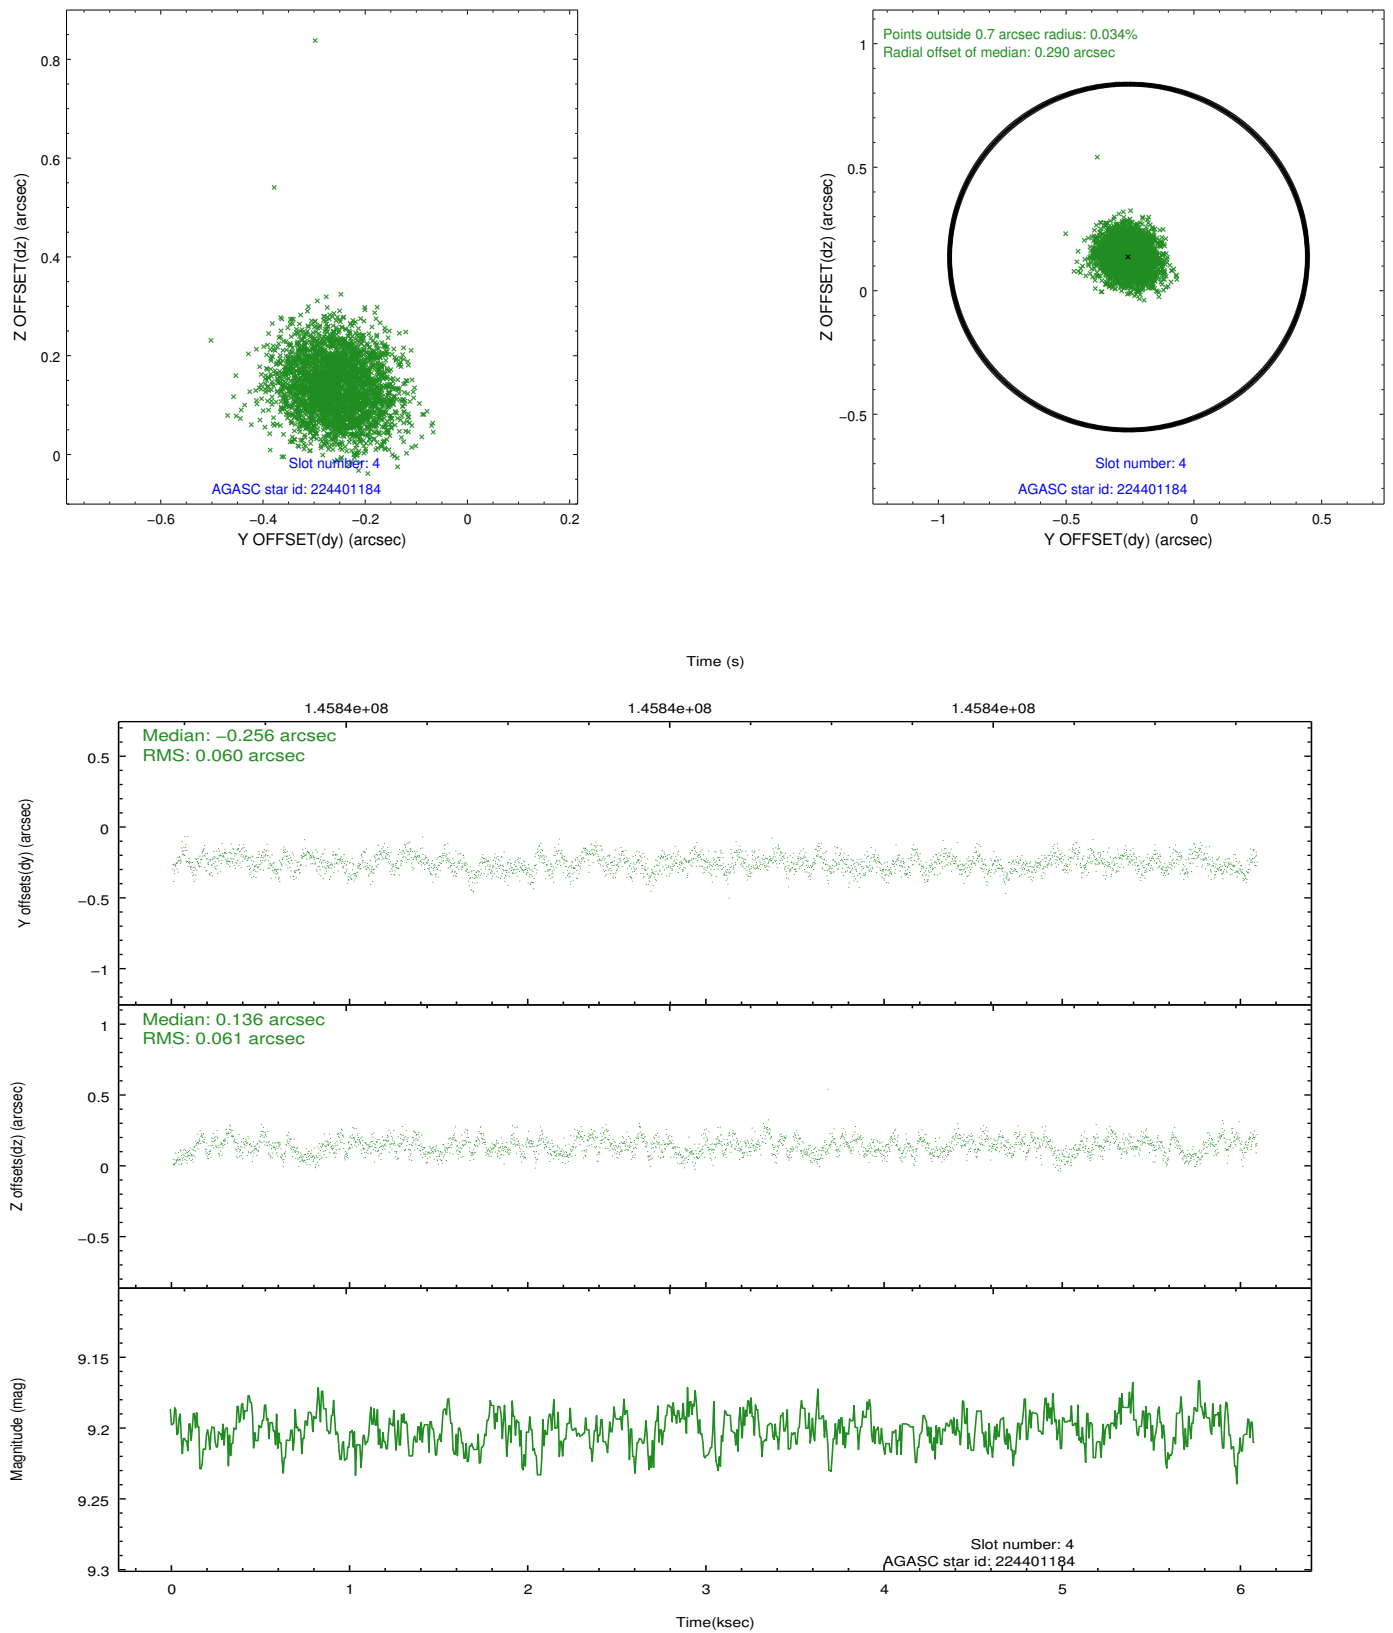 0.8
0.6
0.4
0.2
0
Z OFFSET(dz) (arcsec)
Slot number: 4
AGASC star id: 224401184
−0.6
−0.4
−0.2
0
0.2
Y OFFSET(dy) (arcsec)
Points outside 0.7 arcsec radius: 0.034%
Radial offset of median: 0.290 arcsec
1
0.5
0
−0.5
Z OFFSET(dz) (arcsec)
Slot number: 4
AGASC star id: 224401184
−1
−0.5
0
0.5
Y OFFSET(dy) (arcsec)
Time (s)
1.4584e+08
1.4584e+08
1.4584e+08
Median: −0.256 arcsec
RMS: 0.060 arcsec
0.5
0
−0.5
−1
Y offsets(dy) (arcsec)
Median: 0.136 arcsec
RMS: 0.061 arcsec
1
0.5
0
−0.5
Z offsets(dz) (arcsec)
9.15
9.2
9.25
9.3
Magnitude (mag)
Slot number: 4
AGASC star id: 224401184
0
1
2
3
4
5
6
Time(ksec)